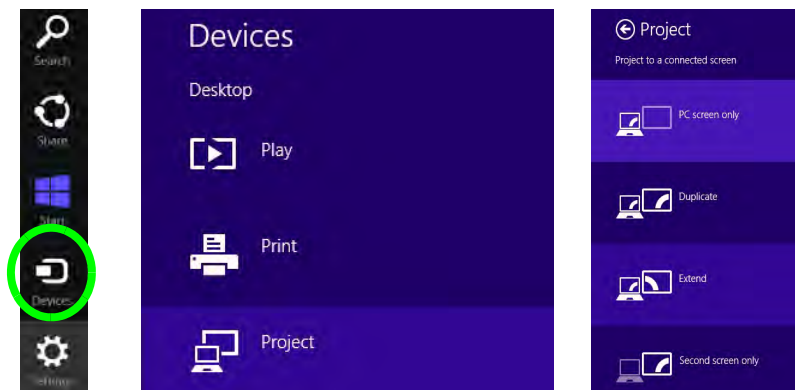 Search
Share
Start
Devices
Settings
Devices
Desktop
Play
Print
Project
Project
Project to a connected screen
PC screen only
Duplicate
Extend
Second screen only